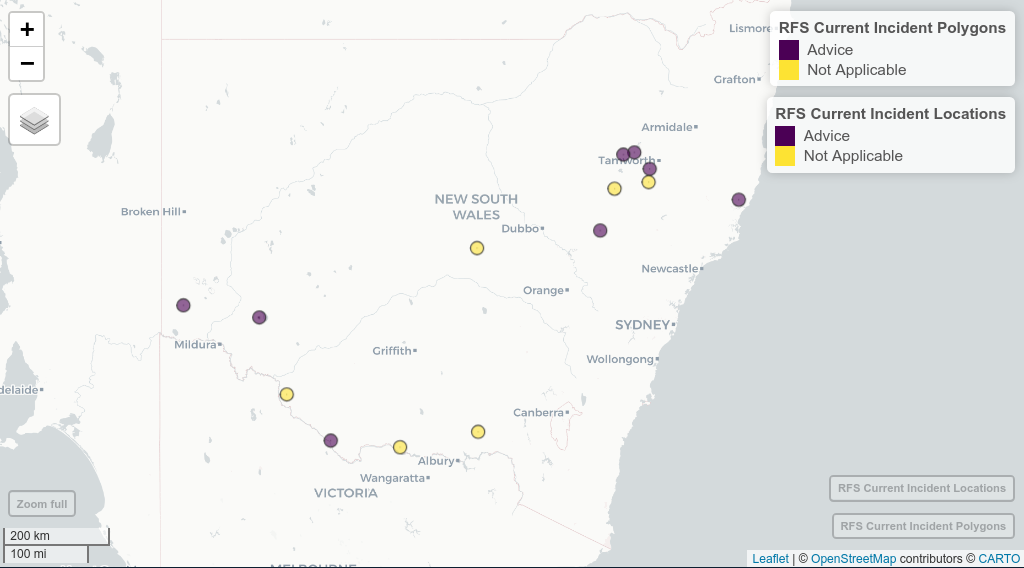 +
−
RFS Current Incident Polygons
Advice
Not Applicable
RFS Current Incident Locations
Advice
Not Applicable
Lismore
Grafton
Armidale
Tamworth
Broken Hill
NEW SOUTH
WALES
Dubbo
Newcastle
Orange
SYDNEY
Mildura
Griffith
Wollongong
delaide
Canberra
Albury
Wangaratta
VICTORIA
MELBOURNE
Zoom full
RFS Current Incident Locations
RFS Current Incident Polygons
200 km
100 mi
Leaflet | © OpenStreetMap contributors © CARTO